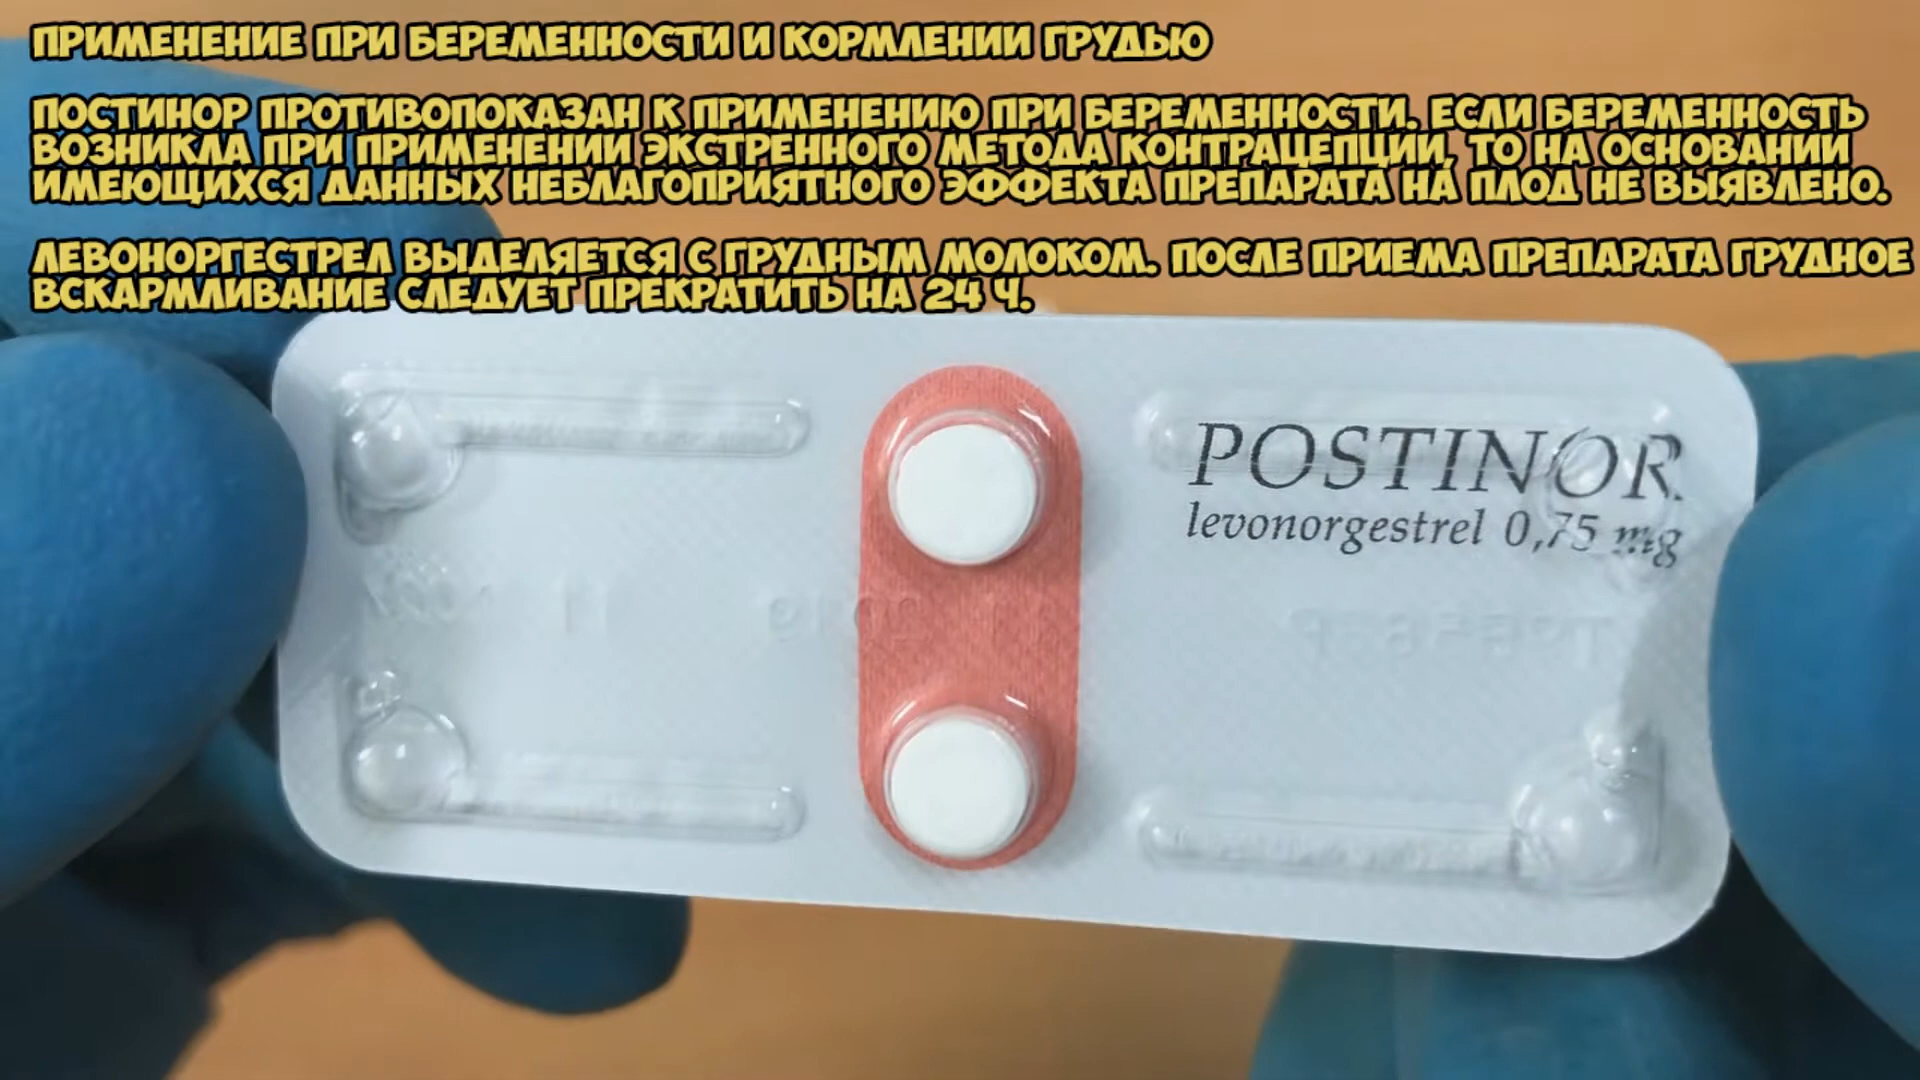 ПРИМЕНЕНИЕ ПРИ БЕРЕМЕННОСТИ И КОРМЛЕНИИ ГРУДЬЮ
ПОСТИНОР ПРОТИВОПОКАЗАН К ПРИМЕНЕНИЮ ПРИ БЕРЕМЕННОСТИ. ЕСЛИ БЕРЕМЕННОСТЬ
ВОЗНИКЛА ПРИ ПРИМЕНЕНИИ ЭКСТРЕННОГО МЕТОДА КОНТРАЦЕПЦИИ, ТО НА ОСНОВАНИИ
ИМЕЮЩИХСЯ ДАННЫХ НЕБЛАГОПРИЯТНОГО ЭФФЕКТА ПРЕПАРАТА НА ПЛОД НЕ ВЫЯВЛЕНО.
ЛЕВОНОРГЕСТРЕЛ ВЫДЕЛЯЕТСЯ С ГРУДНЫМ МОЛОКОМ. ПОСЛЕ ПРИЕМА ПРЕПАРАТА ГРУДНОЕ
ВСКАРМЛИВАНИЕ СЛЕДУЕТ ПРЕКРАТИТЬ НА 24 Ч.
POSTINOR
levonorgestrel 0,75 mg